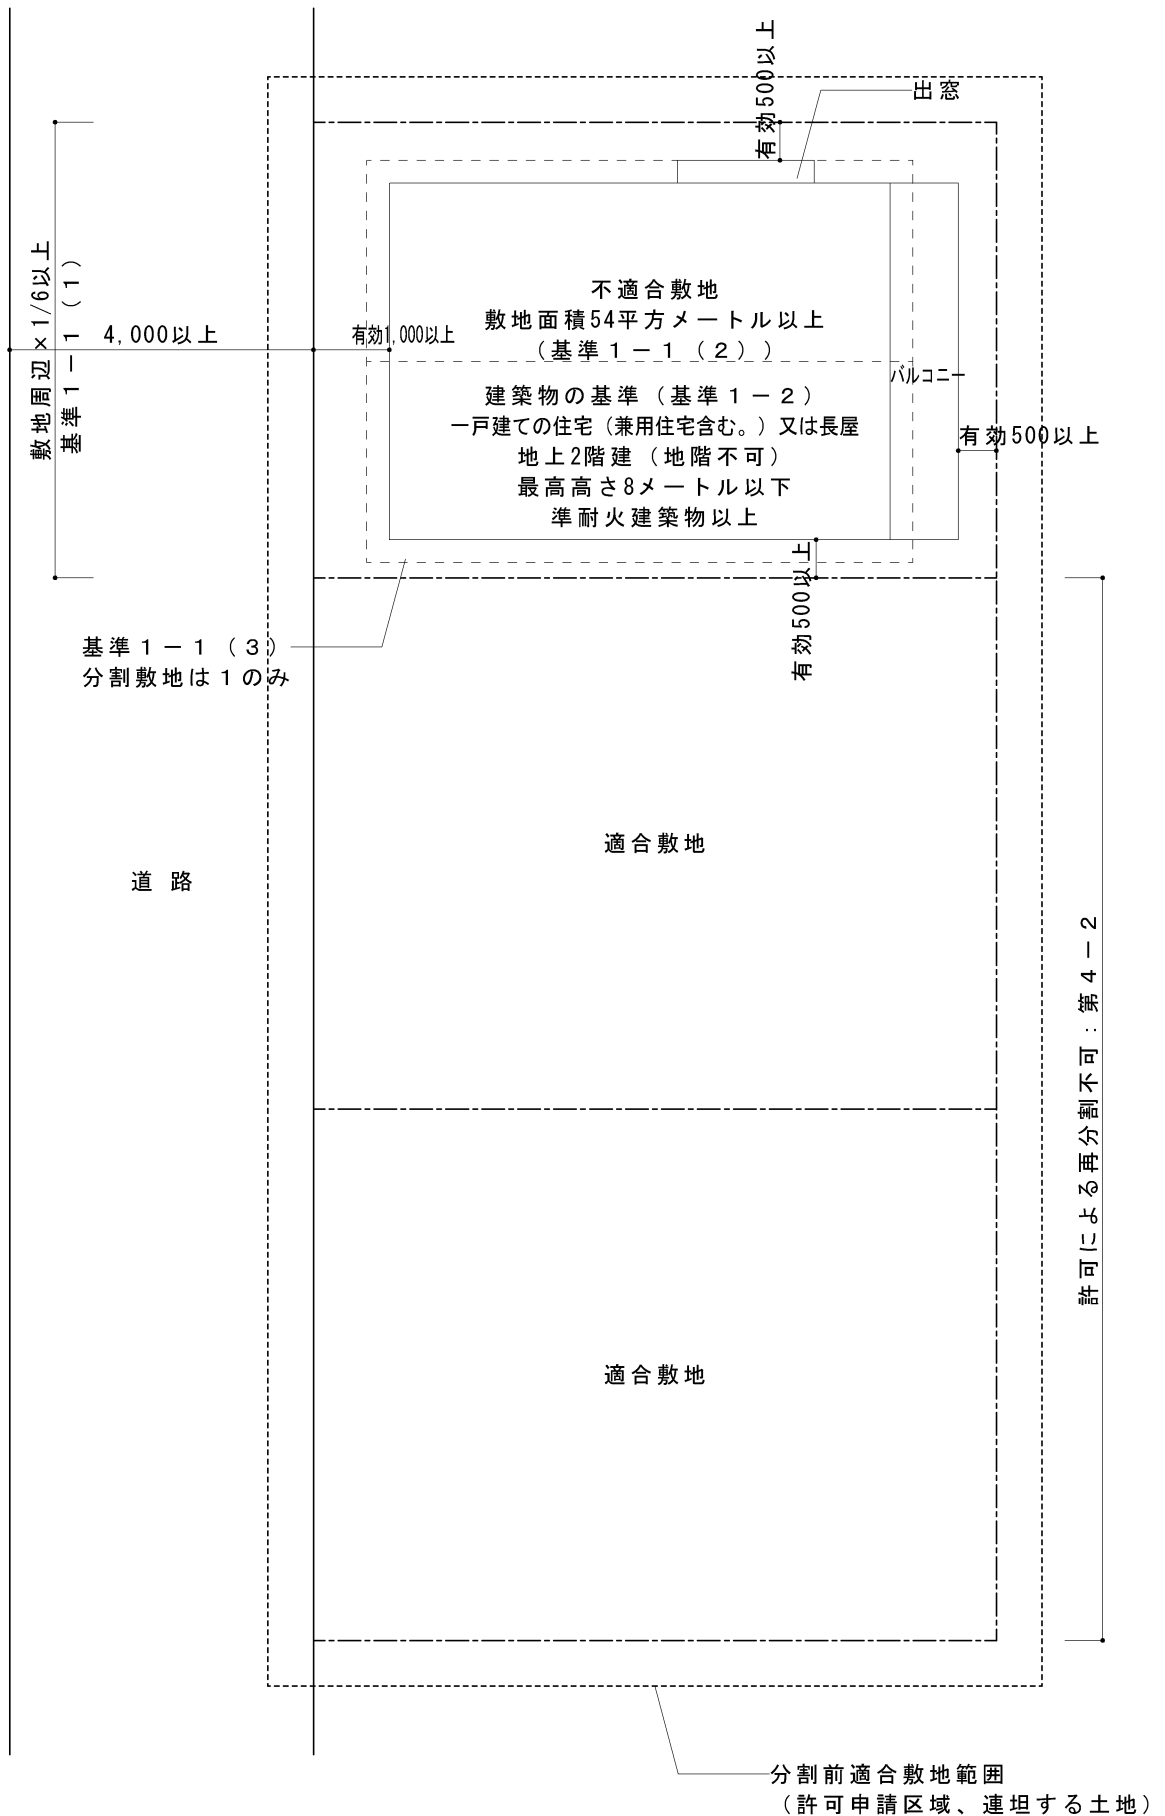 有効500以上
出窓
敷地周辺×1/6以上
基準１－１（１）
4,000以上
有効1,000以上
不適合敷地
敷地面積54平方メートル以上
（基準１－１（２））
建築物の基準（基準１－２）
一戸建ての住宅（兼用住宅含む。）又は長屋
地上2階建（地階不可）
最高高さ8メートル以下
準耐火建築物以上
バルコニー
有効500以上
有効500以上
基準１－１（３）
分割敷地は１のみ
適合敷地
道路
許可による再分割不可：第４－２
適合敷地
分割前適合敷地範囲
（許可申請区域、連坦する土地）